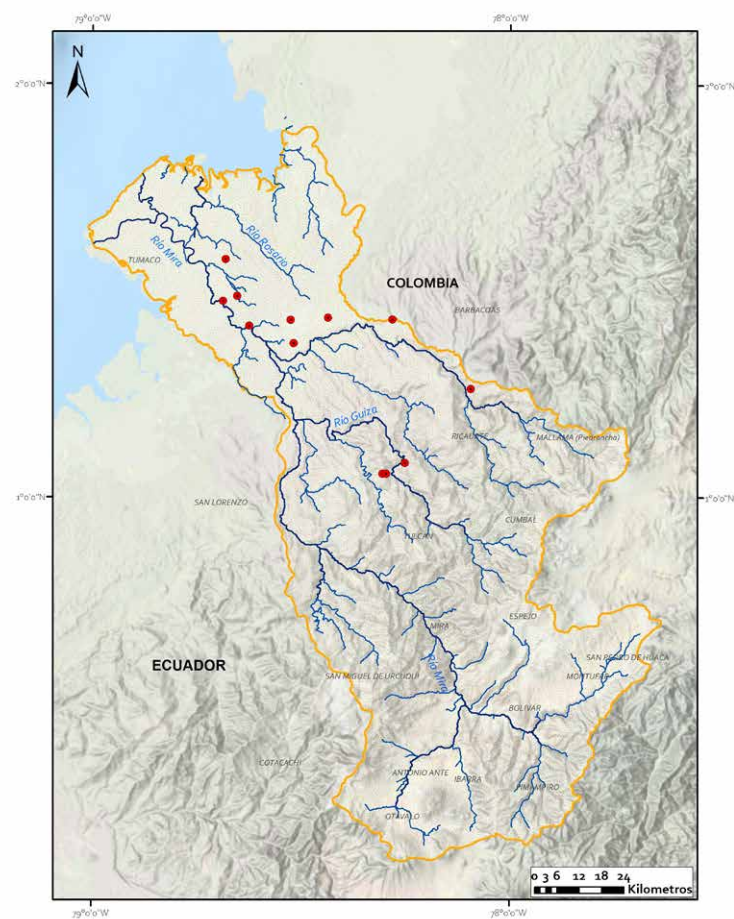 79°0'0"W
78°0'0"W
N
2°0'0"N
2°0'0"N
Río Rosario
Río Mira
TUMACO
COLOMBIA
BARBACOAS
Río Guiza
RICAURTE
MALLAMA (Piedrancha)
1°0'0"N
1°0'0"N
SAN LORENZO
CUMBAL
TULCAN
ESPEJO
MIRA
SAN PEDRO DE HUACA
ECUADOR
Río Mira
MONTUFAR
SAN MIGUEL DE URCUQUI
BOLIVAR
COTACACHI
ANTONIO ANTE
IBARRA
PIMAMPIRO
OTAVALO
0 3 6 12 18 24
Kilometros
79°0'0"W
78°0'0"W